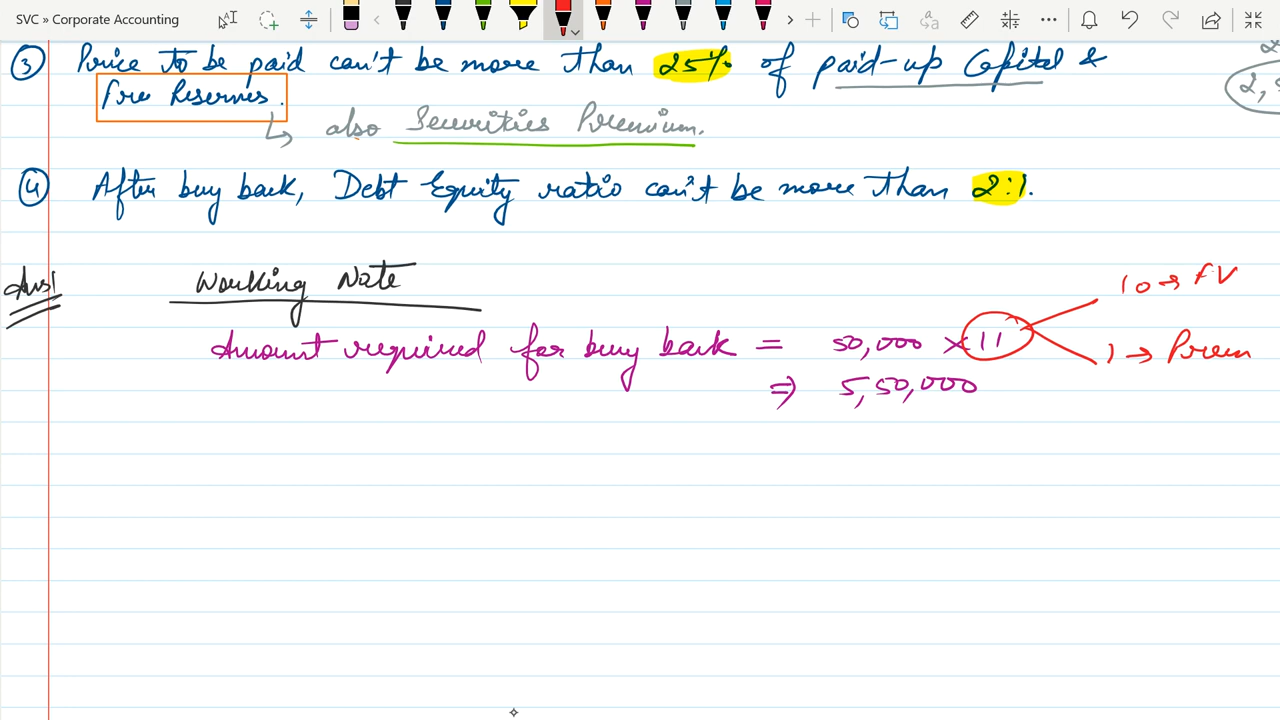 SVC » Corporate Accounting
③ Price to be paid can't be more than 25% of paid-up Capital &
Free Reserves.
↳ also Securities Premium.
2,
④ After buy back, Debt Equity ratio can't be more than 2:1.
Ans! Working Note
10 → FV
Amount required for buy back = 50,000 × 11
1 → Prem
⇒ 5,50,000